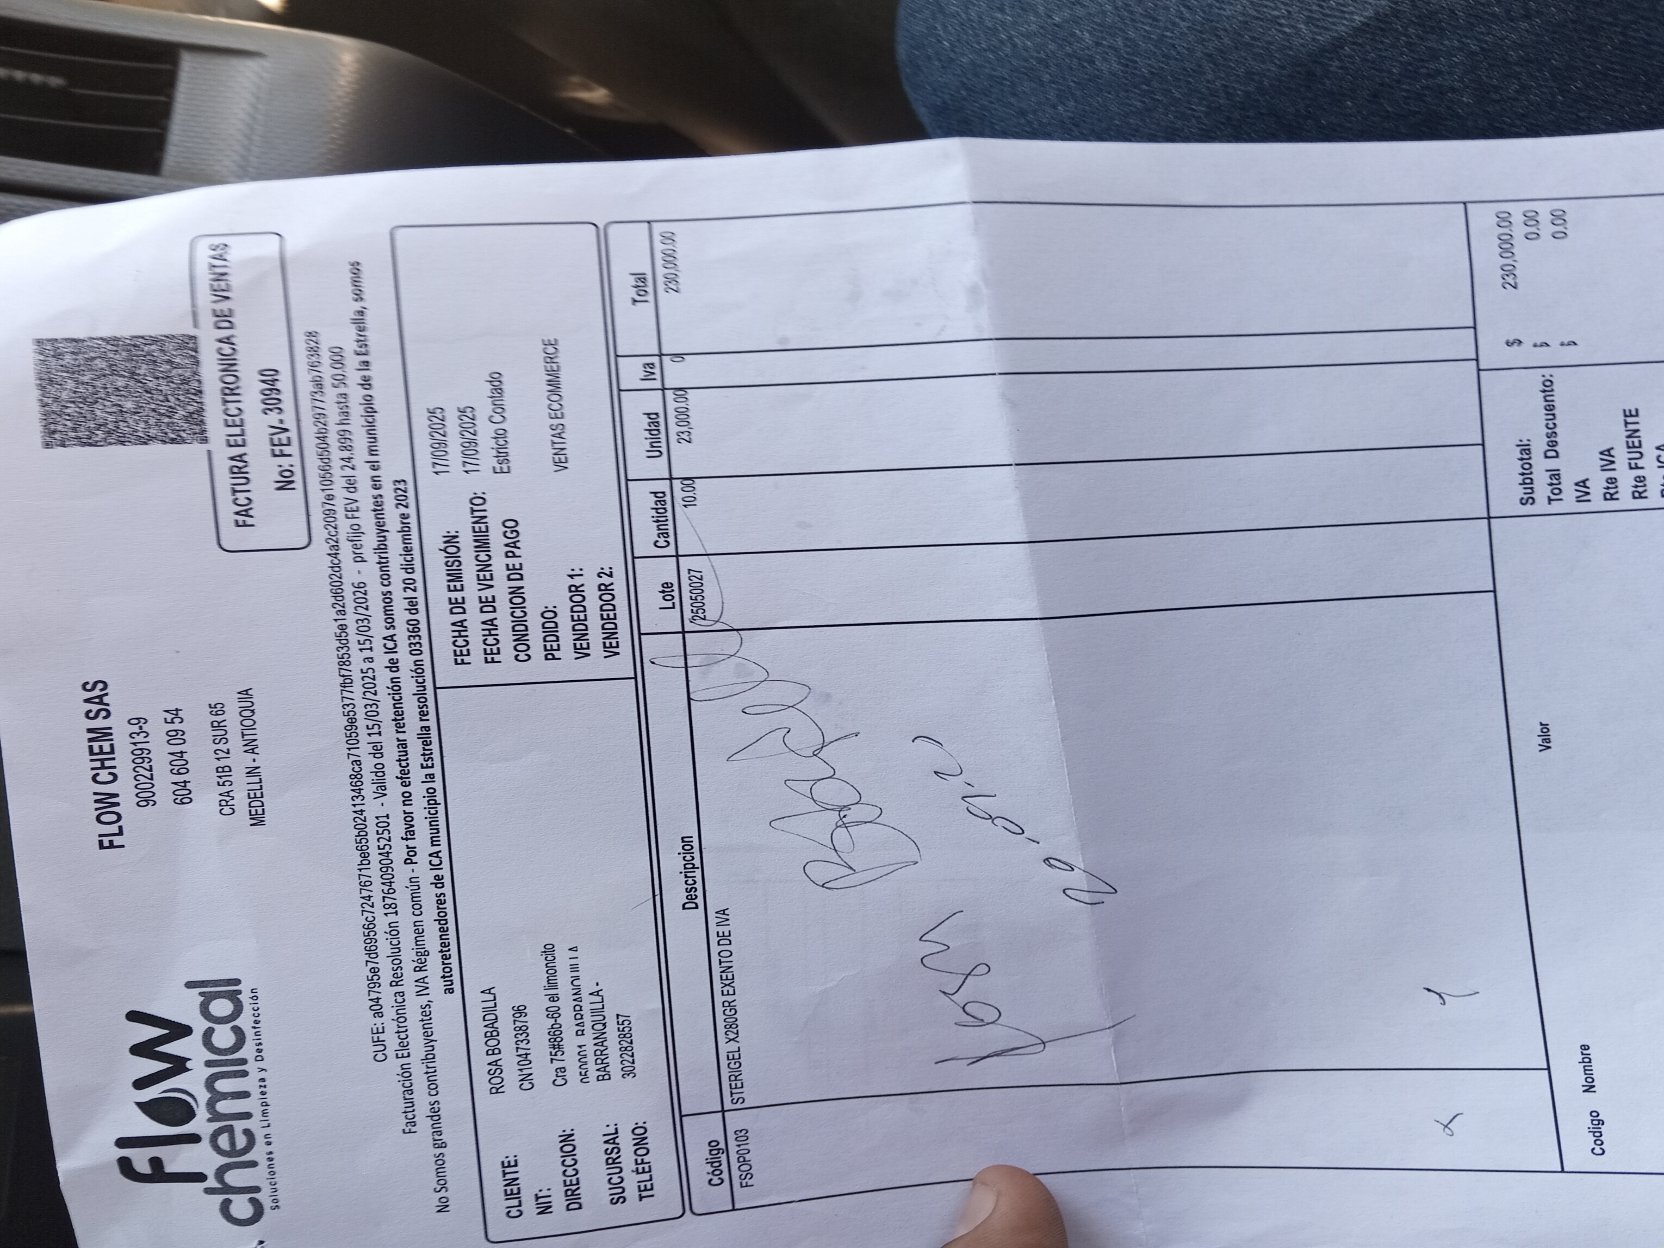 flow
chemical
Soluciones en Limpieza y Desinfección
FLOW CHEM SAS
900229913-9
604 604 09 54
CRA 51B 12 SUR 65
MEDELLIN - ANTIOQUIA
FACTURA ELECTRONICA DE VENTAS
No: FEV- 30940
Facturación Electrónica Resolución 18764090452501 - Valido del 15/03/2025 a 15/03/2026 - prefijo FEV del 24.899 hasta 50.000
No Somos grandes contribuyentes, IVA Régimen común - Por favor no efectuar retención de ICA somos contribuyentes en el municipio de la Estrella, somos
autoretenedores de ICA municipio la Estrella resolución 03360 del 20 diciembre 2023
CLIENTE: ROSA BOBADILLA
NIT: CN1047338796
DIRECCION: Cra 75#86b-60 el limoncito
BARRANQUILLA
SUCURSAL: BARRANQUILLA -
TELÉFONO: 3022828557
FECHA DE EMISIÓN: 17/09/2025
FECHA DE VENCIMIENTO: 17/09/2025
CONDICION DE PAGO Estricto Contado
PEDIDO:
VENDEDOR 1: VENTAS ECOMMERCE
VENDEDOR 2:
Código Descripcion Lote Cantidad Unidad Iva Total
FSOP0103 STERIGEL X280GR EXENTO DE IVA 25050027 10.00 23,000.00 0 230,000.00
Codigo Nombre Valor
Subtotal: $ 230,000.00
Total Descuento: $ 0.00
IVA $ 0.00
Rte IVA
Rte FUENTE